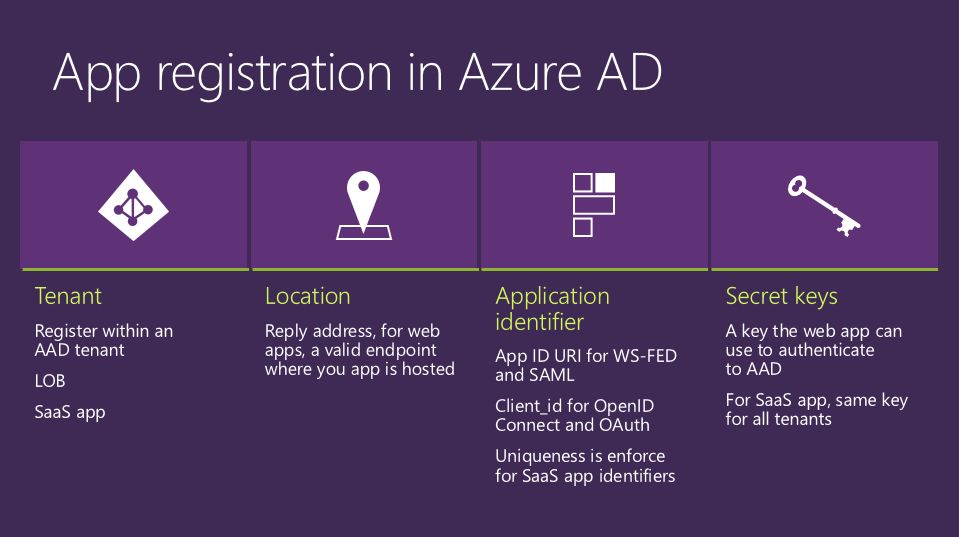 App registration in Azure AD
Tenant
Register within an
AAD tenant
LOB
SaaS app
Location
Reply address, for web
apps, a valid endpoint
where you app is hosted
Application
identifier
App ID URI for WS-FED
and SAML
Client_id for OpenID
Connect and OAuth
Uniqueness is enforce
for SaaS app identifiers
Secret keys
A key the web app can
use to authenticate
to AAD
For SaaS app, same key
for all tenants